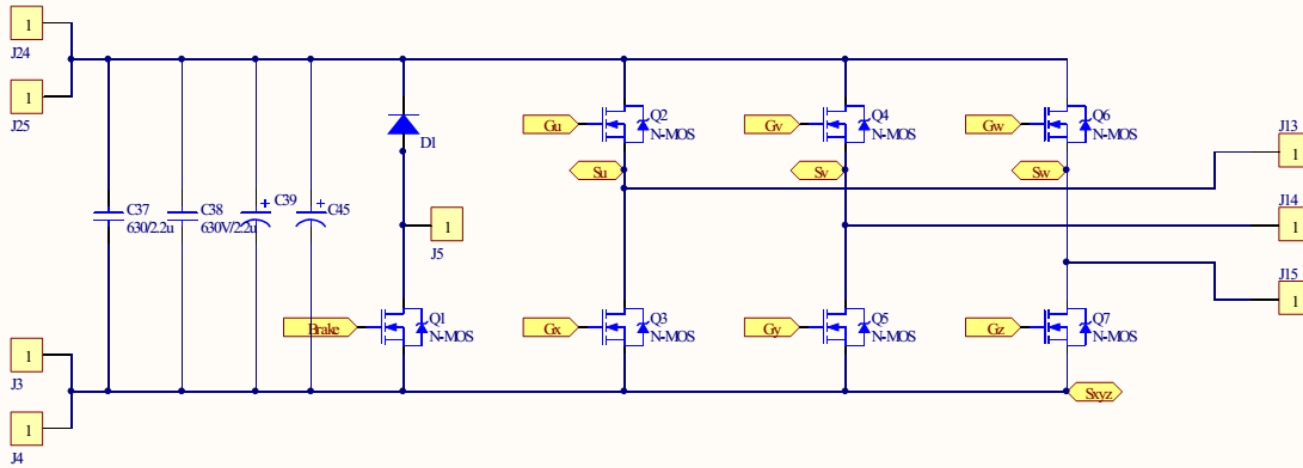 1
J24
1
J25
C37
630/2.2u
C38
630V/2.2u
C39
C45
D1
1
J5
Brake
Q1
N-MOS
Gu
Q2
N-MOS
Su
Gx
Q3
N-MOS
Gv
Q4
N-MOS
Sv
Gy
Q5
N-MOS
Gw
Q6
N-MOS
Sw
Gz
Q7
N-MOS
Sxyz
J13
1
J14
1
J15
1
1
J3
1
J4